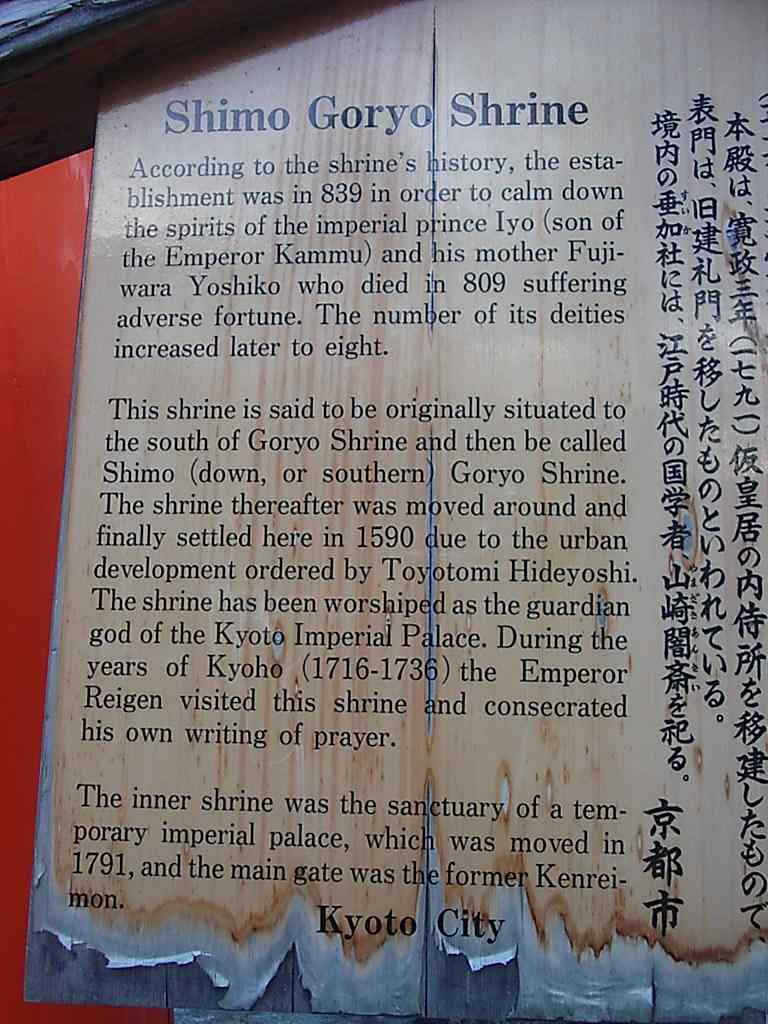 Shimo Goryo Shrine
According to the shrine's history, the esta-
blishment was in 839 in order to calm down
the spirits of the imperial prince Iyo (son of
the Emperor Kammu) and his mother Fuji-
wara Yoshiko who died in 809 suffering
adverse fortune. The number of its deities
increased later to eight.
This shrine is said to be originally situated to
the south of Goryo Shrine and then be called
Shimo (down, or southern) Goryo Shrine.
The shrine thereafter was moved around and
finally settled here in 1590 due to the urban
development ordered by Toyotomi Hideyoshi.
The shrine has been worshiped as the guardian
god of the Kyoto Imperial Palace. During the
years of Kyoho (1716-1736) the Emperor
Reigen visited this shrine and consecrated
his own writing of prayer.
The inner shrine was the sanctuary of a tem-
porary imperial palace, which was moved in
1791, and the main gate was the former Kenrei-
mon.
Kyoto City
本殿は、寛政三年(一七九一)仮皇居の内侍所を移建したもので、
表門は、旧建礼門を移したものといわれている。
境内の垂加社には、江戸時代の国学者、山崎闇斎を祀る。
すいか
やまざきあんさい
京都市